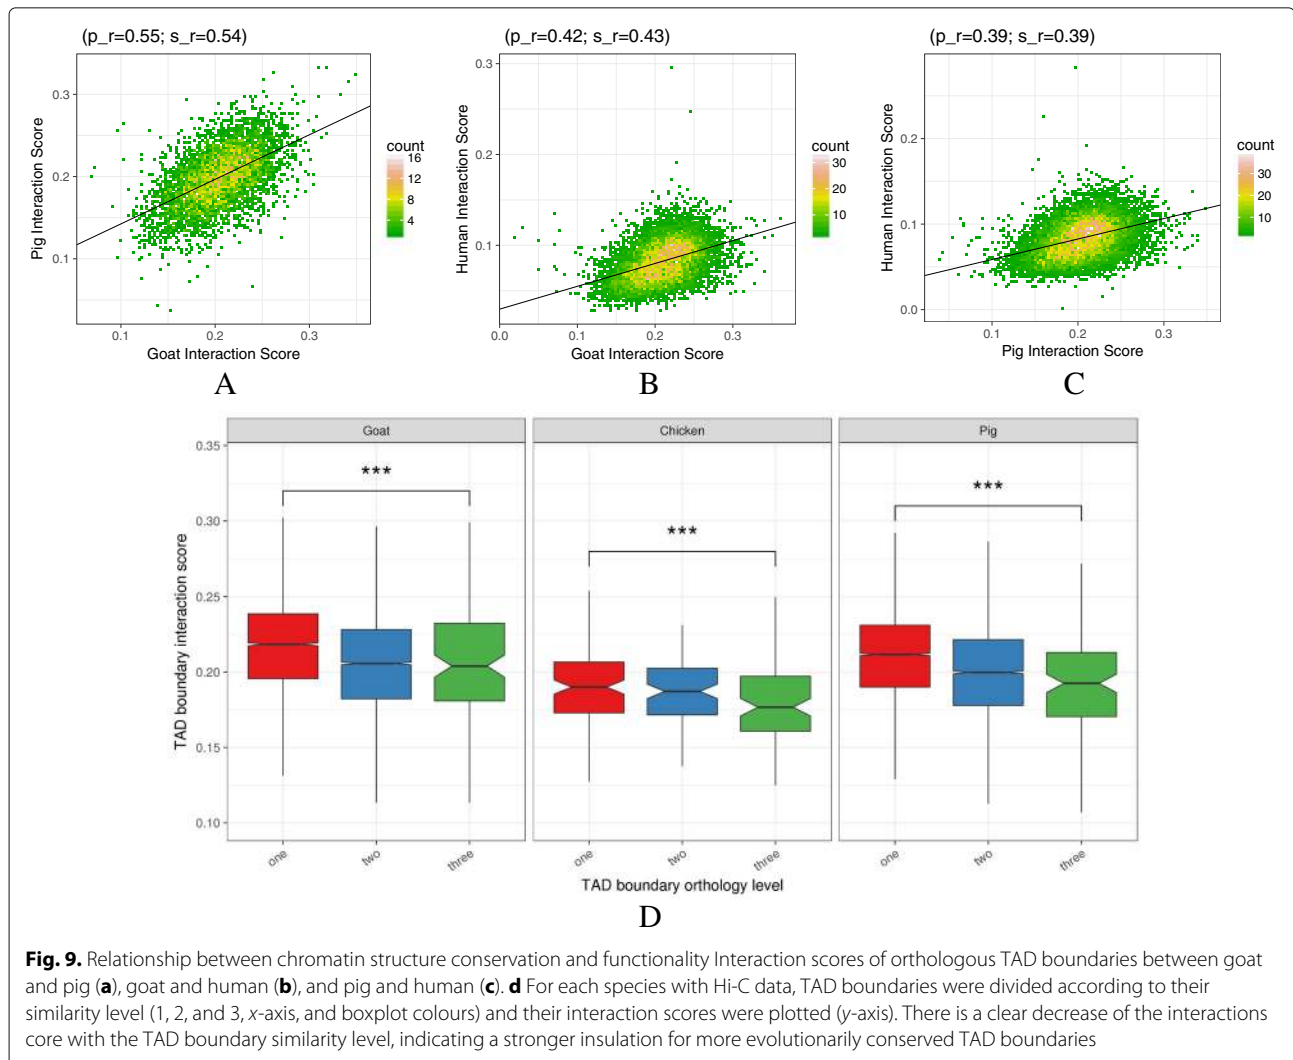 (p_r=0.55; s_r=0.54)
Pig Interaction Score
0.3
0.2
0.1
0.1 0.2 0.3
Goat Interaction Score
count
16
12
8
4
A
(p_r=0.42; s_r=0.43)
Human Interaction Score
0.3
0.2
0.1
0.0 0.1 0.2 0.3
Goat Interaction Score
count
30
20
10
B
(p_r=0.39; s_r=0.39)
Human Interaction Score
0.2
0.1
0.0
0.1 0.2 0.3
Pig Interaction Score
count
30
20
10
C
Goat Chicken Pig
TAD boundary interaction score
0.35
0.30
0.25
0.20
0.15
0.10
*** *** ***
one two three one two three one two three
TAD boundary orthology level
D
Fig. 9. Relationship between chromatin structure conservation and functionality Interaction scores of orthologous TAD boundaries between goat
and pig (a), goat and human (b), and pig and human (c). d For each species with Hi-C data, TAD boundaries were divided according to their
similarity level (1, 2, and 3, x-axis, and boxplot colours) and their interaction scores were plotted (y-axis). There is a clear decrease of the interactions
core with the TAD boundary similarity level, indicating a stronger insulation for more evolutionarily conserved TAD boundaries